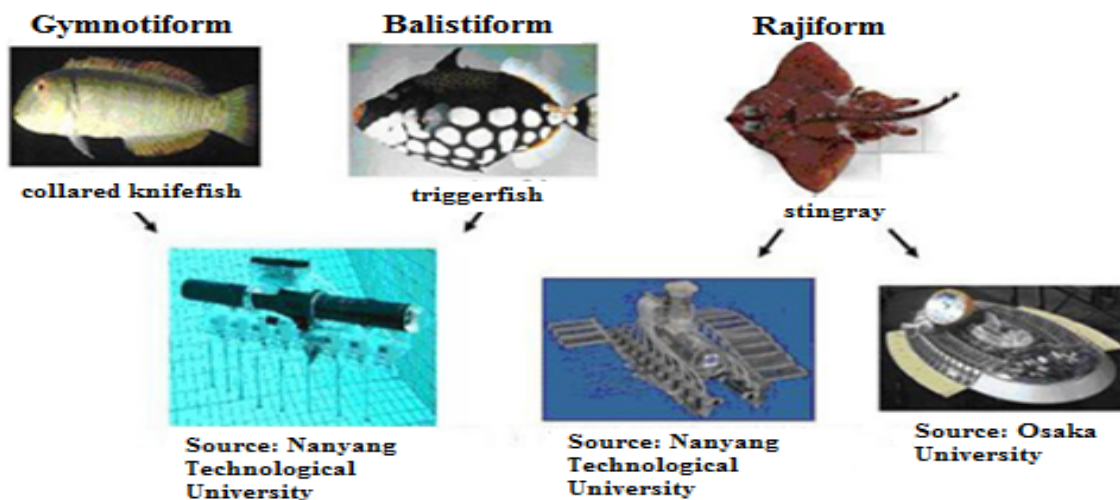 Gymnotiform
Balistiform
Rajiform
collared knifefish
triggerfish
stingray
Source: Nanyang
Technological
University
Source: Nanyang
Technological
University
Source: Osaka
University